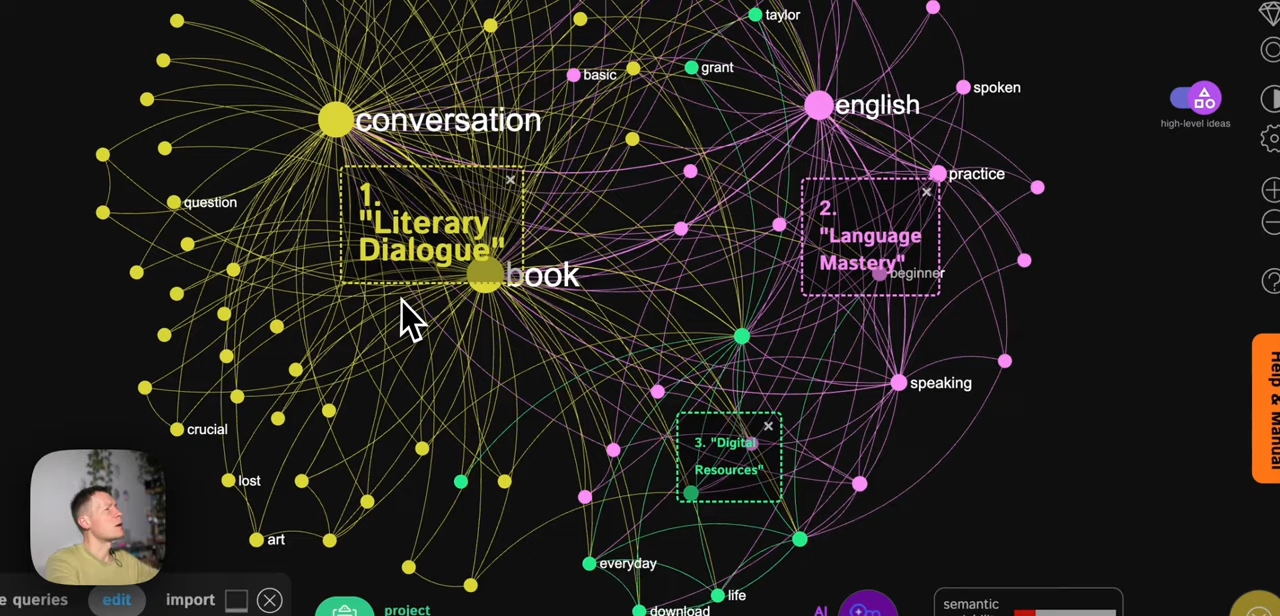 taylor
grant
basic
english
spoken
high-level ideas
conversation
practice
question
1.
"Literary
Dialogue"
2.
"Language
Mastery"
book
beginner
speaking
crucial
3. "Digital
Resources"
lost
art
everyday
life
download
Help & Manual
e queries
edit
import
project
AI
semantic